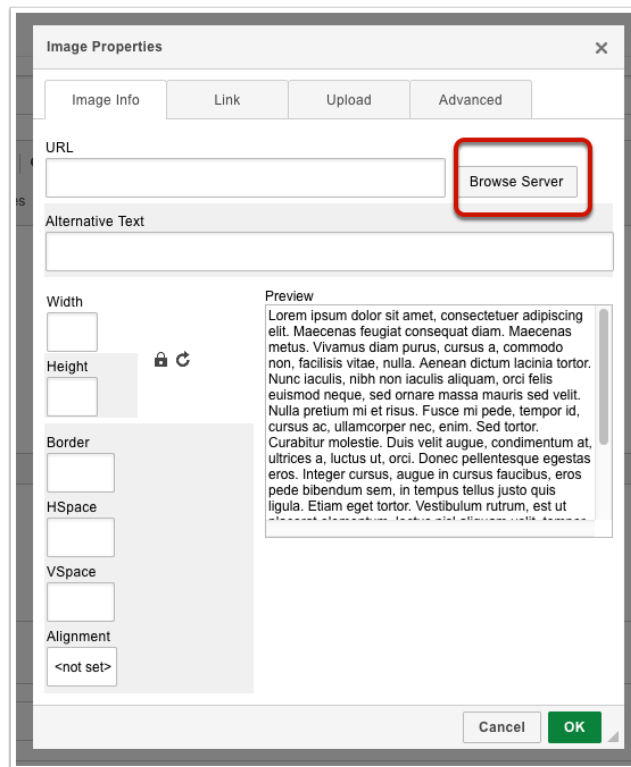 Image Properties
Image Info
Link
Upload
Advanced
URL
Browse Server
Alternative Text
Width
Height
Border
HSpace
VSpace
Alignment
<not set>
Preview
Lorem ipsum dolor sit amet, consectetuer adipiscing
elit. Maecenas feugiat consequat diam. Maecenas
metus. Vivamus diam purus, cursus a, commodo
non, facilisis vitae, nulla. Aenean dictum lacinia tortor.
Nunc iaculis, nibh non iaculis aliquam, orci felis
euismod neque, sed ornare massa mauris sed velit.
Nulla pretium mi et risus. Fusce mi pede, tempor id,
cursus ac, ullamcorper nec, enim. Sed tortor.
Curabitur molestie. Duis velit augue, condimentum at,
ultrices a, luctus ut, orci. Donec pellentesque egestas
eros. Integer cursus, augue in cursus faucibus, eros
pede bibendum sem, in tempus tellus justo quis
ligula. Etiam eget tortor. Vestibulum rutrum, est ut
Cancel
OK